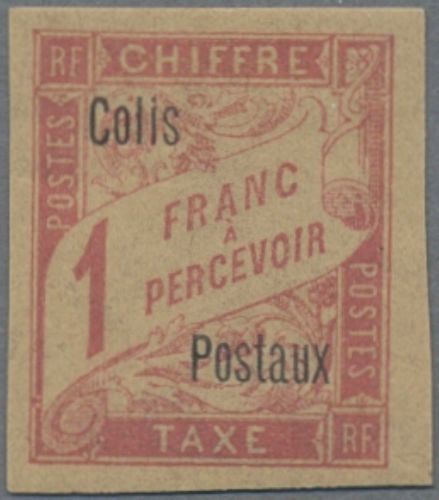 RF CHIFFRE
Colis
POSTES
1
FRANC
À
PERCEVOIR
POSTES
Postaux
TAXE RF